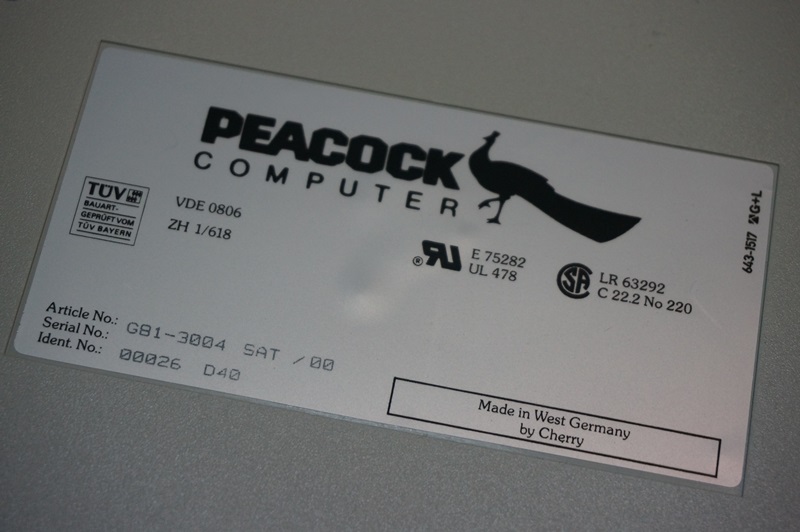 PEACOCK
COMPUTER
TÜV
BAUART-
GEPRÜFT VOM
TÜV BAYERN
VDE 0806
ZH 1/618
® RU
E 75282
UL 478
SA
LR 63292
C 22.2 No 220
643-1517 G+L
Article No.: G81-3004 SAT /00
Serial No.: 00026 D40
Ident. No.:
Made in West Germany
by Cherry